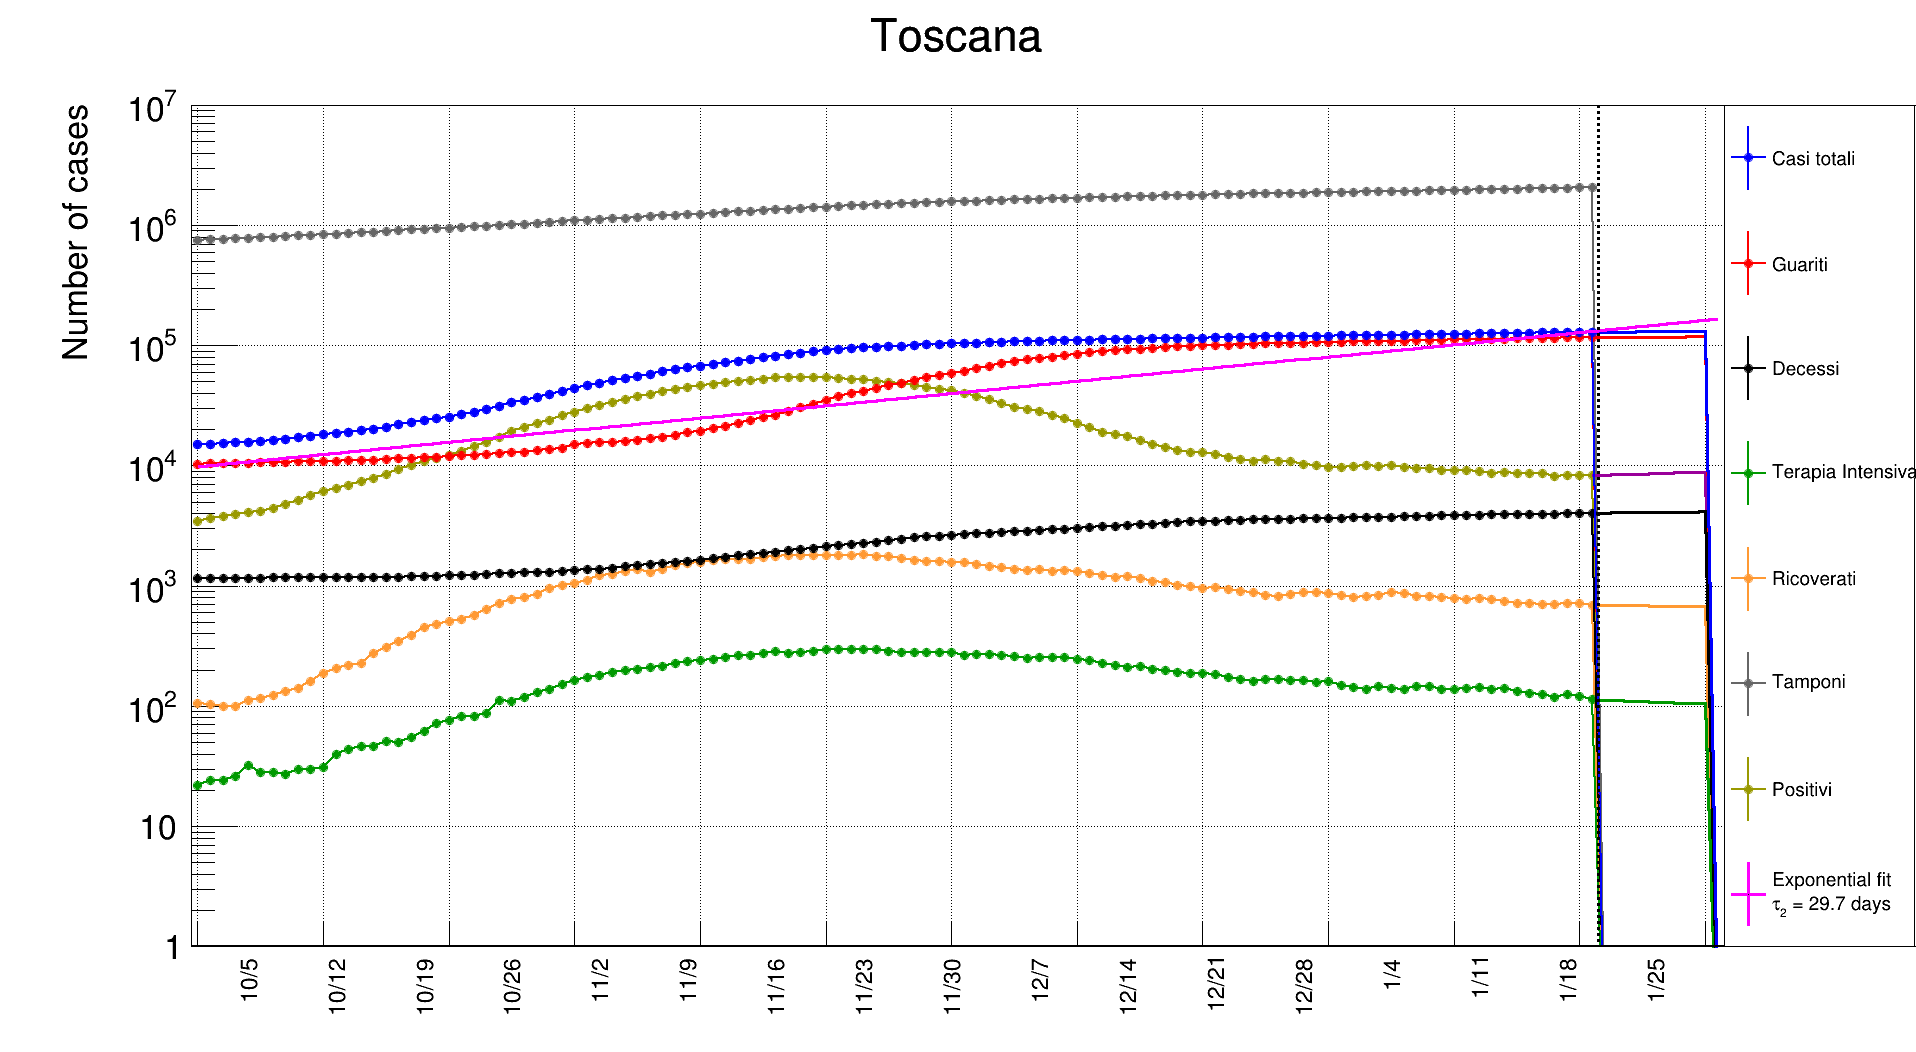 Toscana
Number of cases
10^7
10^6
10^5
10^4
10^3
10^2
10
1
10/5
10/12
10/19
10/26
11/2
11/9
11/16
11/23
11/30
12/7
12/14
12/21
12/28
1/4
1/11
1/18
1/25
Casi totali
Guariti
Decessi
Terapia Intensiva
Ricoverati
Tamponi
Positivi
Exponential fit
τ_2 = 29.7 days